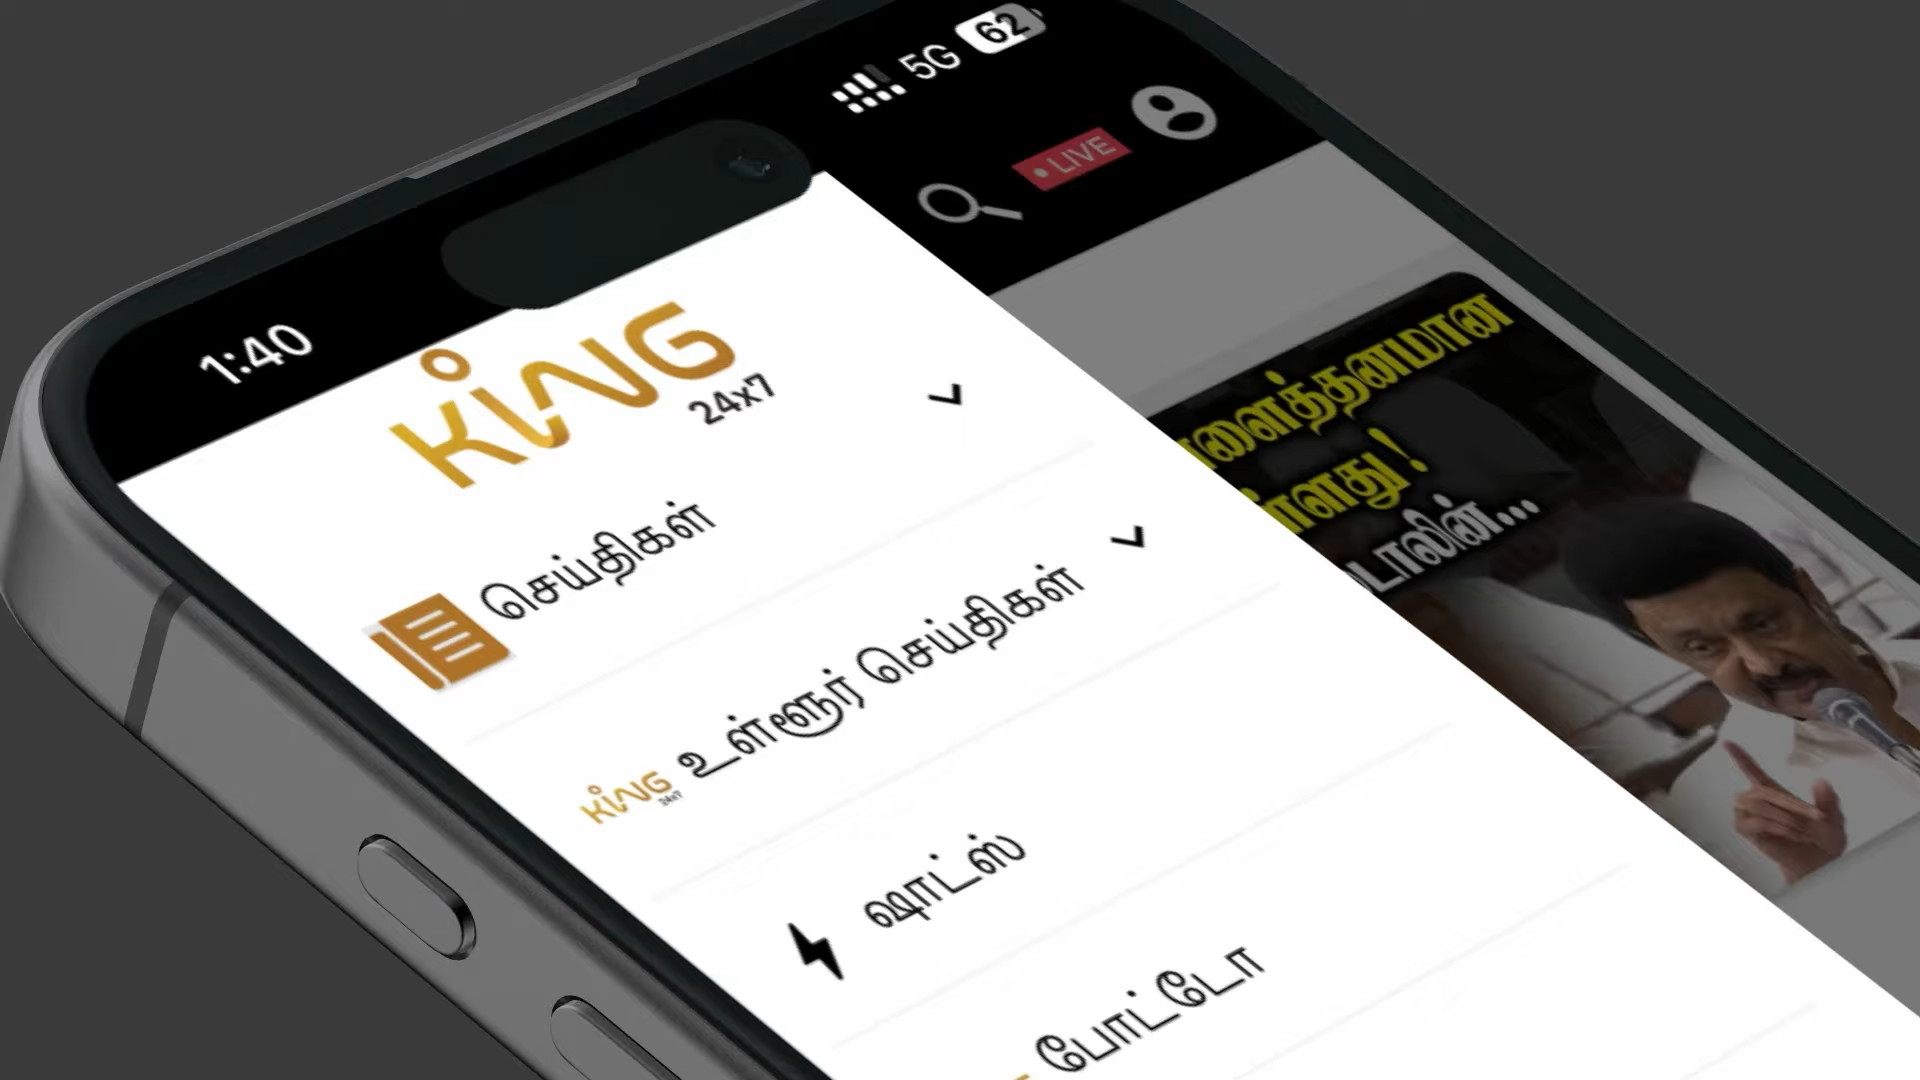 1:40
5G 62
LIVE
KING
24x7
செய்திகள்
KING
24x7
உள்ளூர் செய்திகள்
ஷாட்ஸ்
போட்டோ
ளைத்தனமான
ள்ளது !
டாலின்...